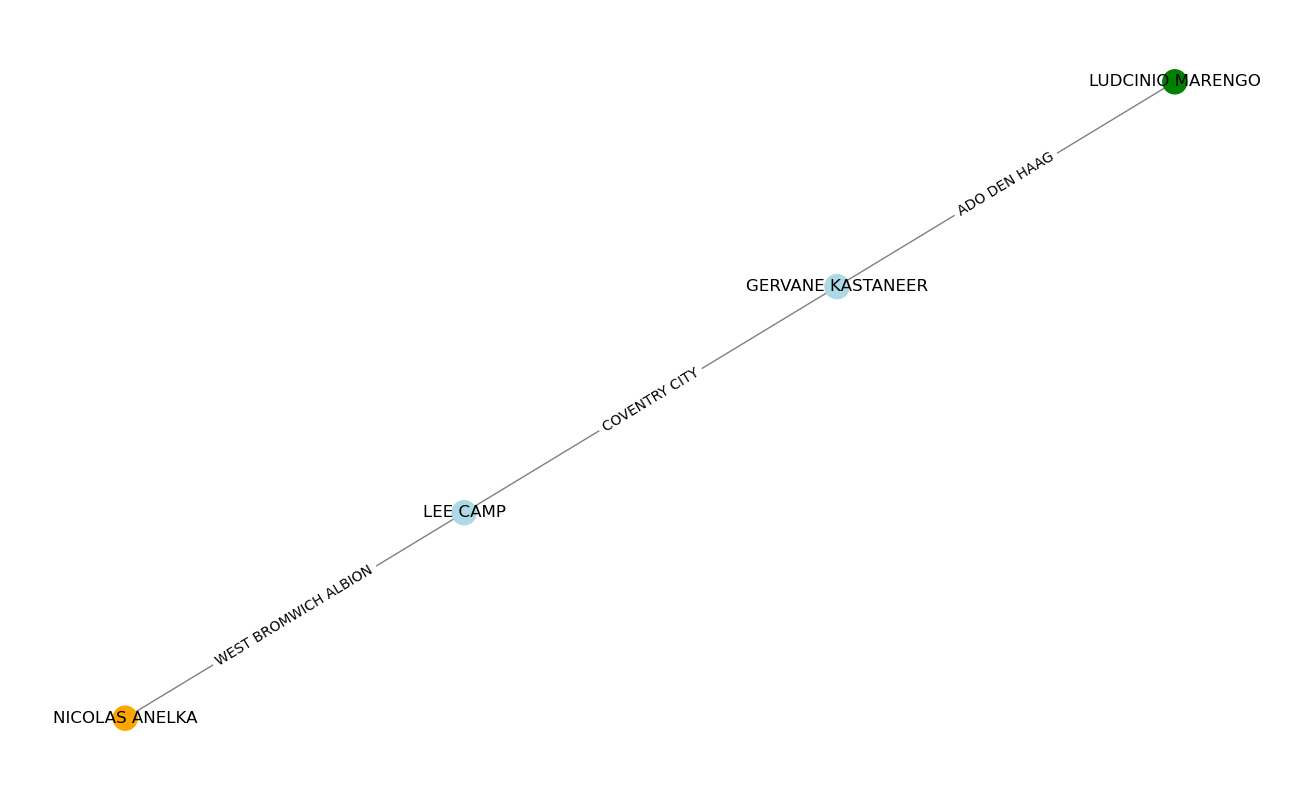 LUDCINIO MARENGO
ADO DEN HAAG
GERVANE KASTANEER
COVENTRY CITY
LEE CAMP
WEST BROMWICH ALBION
NICOLAS ANELKA